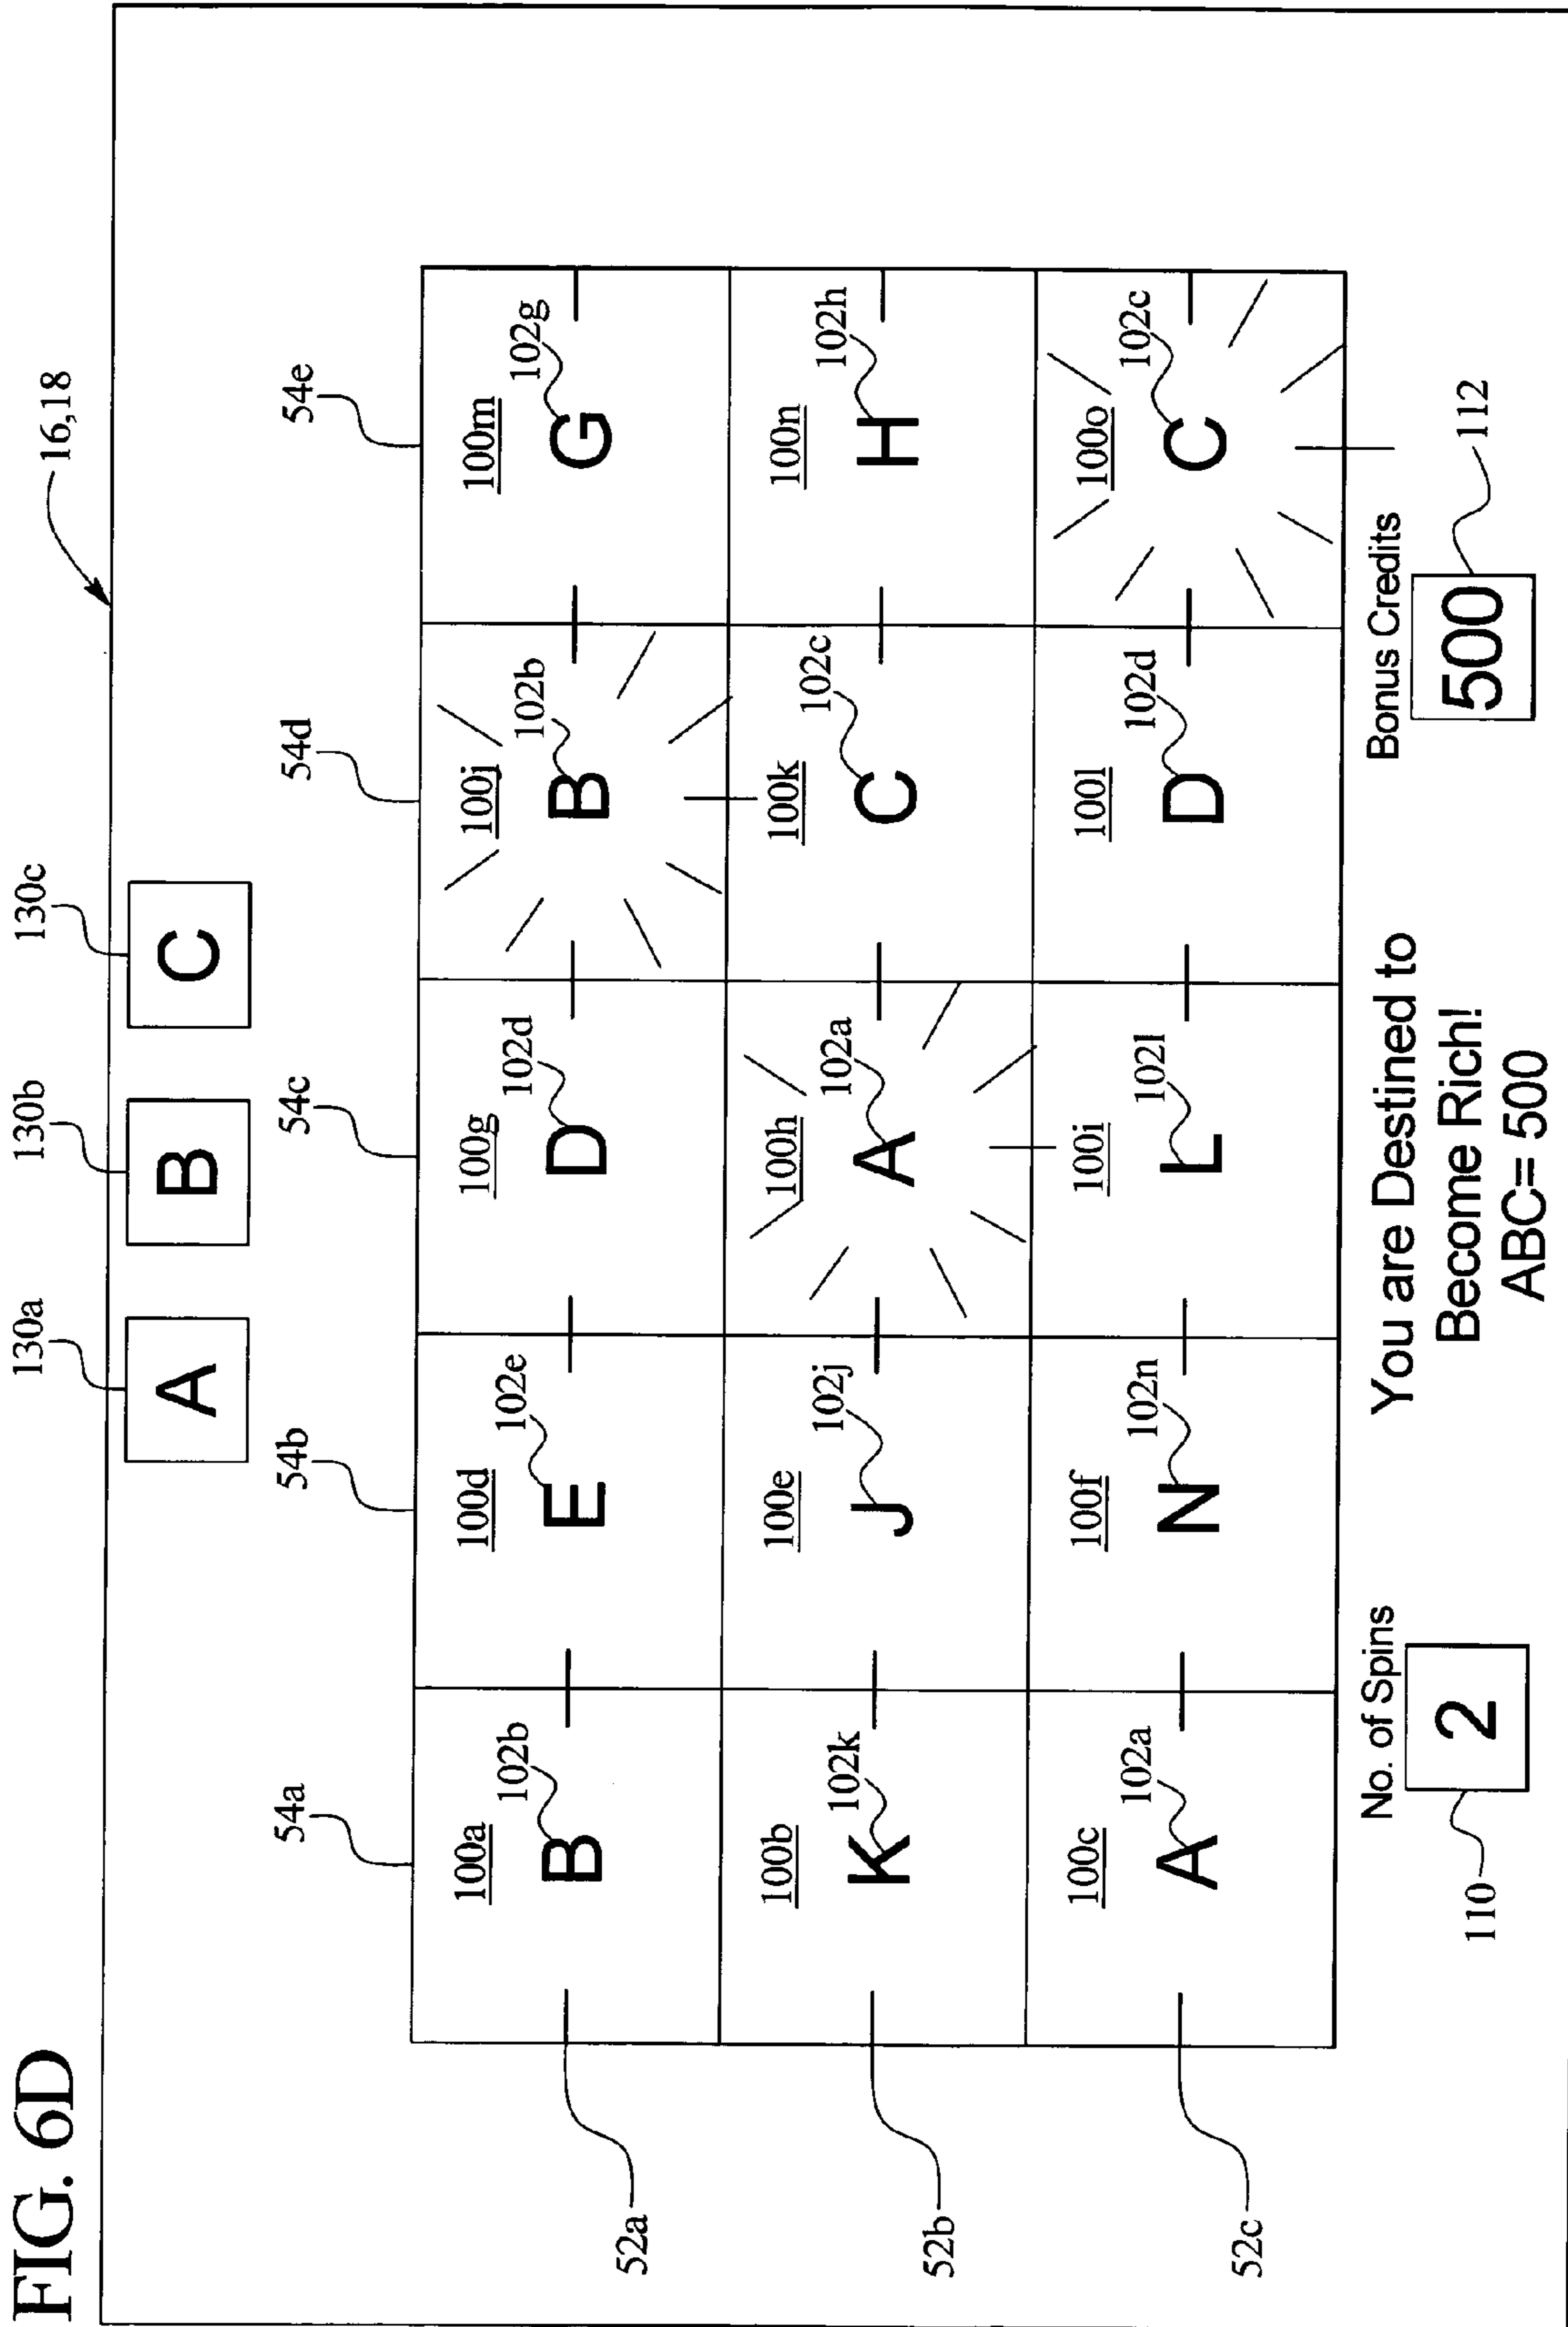 FIG. 6D
16,18
130a 130b 130c
A B C
54a 54b 54c 54d 54e
100a 100d 100g 100j 100m
B 102b E 102e D 102d B 102b G 102g
52a
100b 100e 100h 100k 100n
K 102k J 102j A 102a C 102c H 102h
52b
100c 100f 100i 100l 100o
A 102a N 102n L 102l D 102d C 102c
52c
No. of Spins
110 2
You are Destined to
Become Rich!
ABC= 500
Bonus Credits
500 112